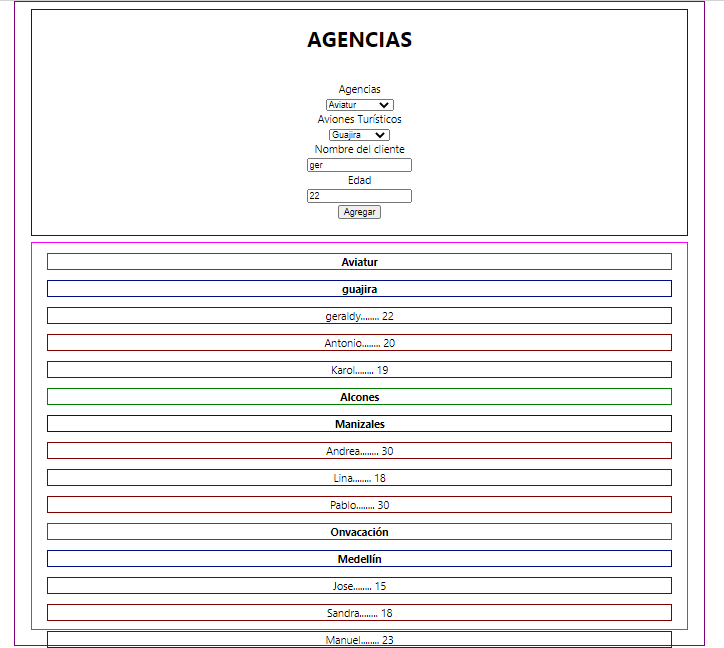 AGENCIAS
Agencias
Aviatur
Aviones Turísticos
Guajira
Nombre del cliente
ger
Edad
22
Agregar
Aviatur
guajira
geraldy........ 22
Antonio........ 20
Karol........ 19
Alcones
Manizales
Andrea........ 30
Lina........ 18
Pablo........ 30
Onvacación
Medellín
Jose........ 15
Sandra........ 18
Manuel........ 23